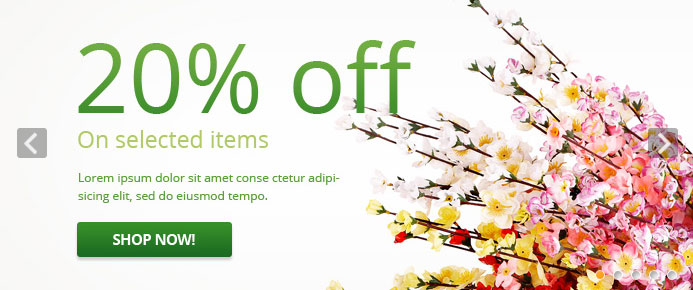 20% off
On selected items
Lorem ipsum dolor sit amet conse ctetur adipi-
sicing elit, sed do eiusmod tempo.
SHOP NOW!